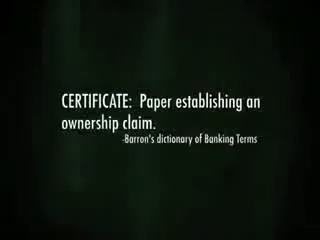 CERTIFICATE: Paper establishing an
ownership claim.
-Barron's dictionary of Banking Terms